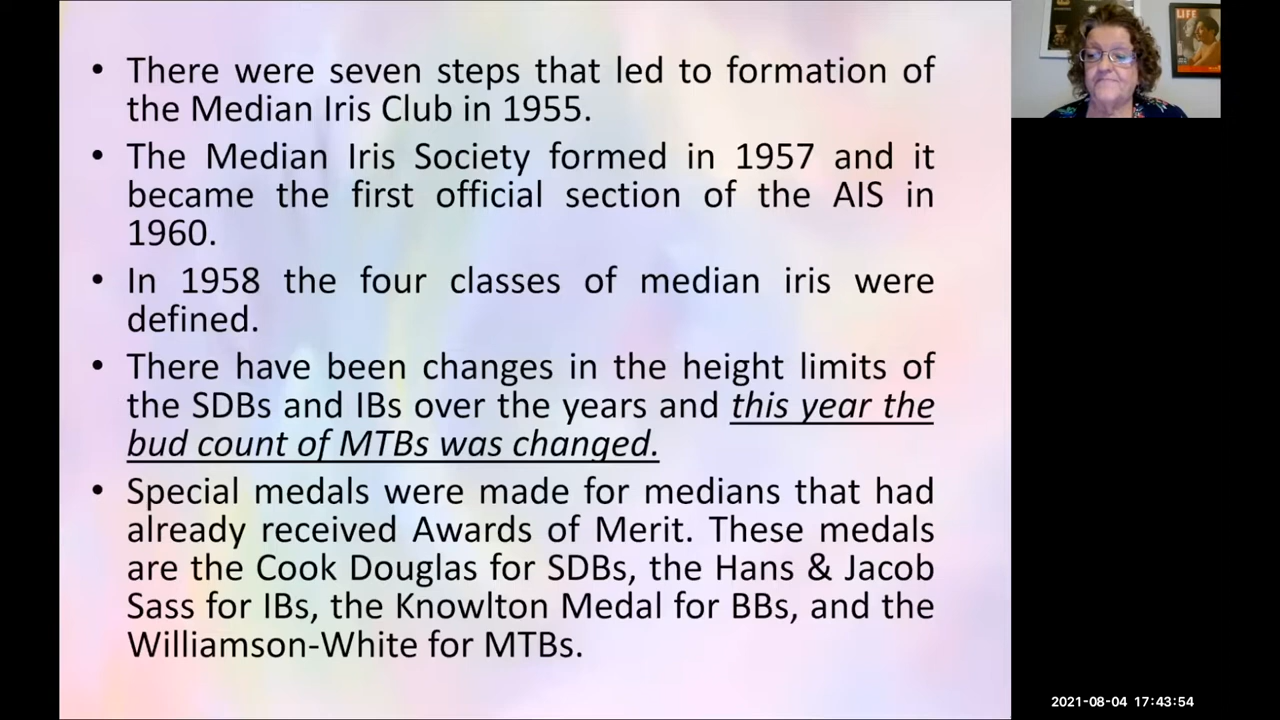 • There were seven steps that led to formation of
the Median Iris Club in 1955.
• The Median Iris Society formed in 1957 and it
became the first official section of the AIS in
1960.
• In 1958 the four classes of median iris were
defined.
• There have been changes in the height limits of
the SDBs and IBs over the years and this year the
bud count of MTBs was changed.
• Special medals were made for medians that had
already received Awards of Merit. These medals
are the Cook Douglas for SDBs, the Hans & Jacob
Sass for IBs, the Knowlton Medal for BBs, and the
Williamson-White for MTBs.
LIFE
2021-08-04 17:43:54